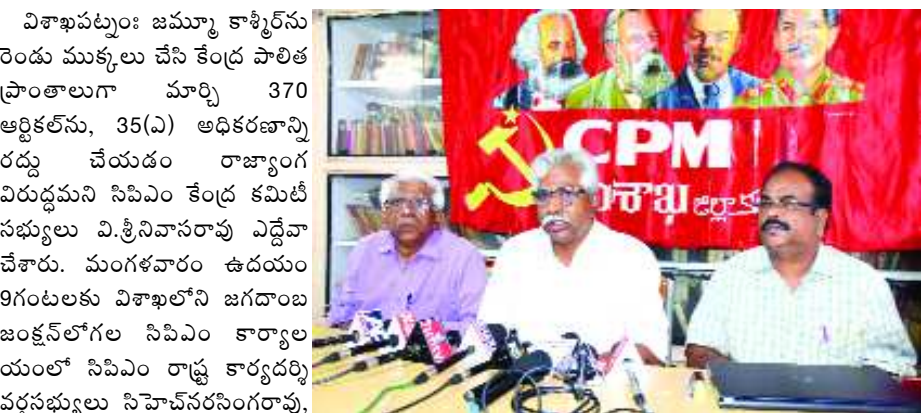 విశాఖపట్నంః జమ్మూ కాశ్మీర్‌ను
రెండు ముక్కలు చేసి కేంద్ర పాలిత
ప్రాంతాలుగా మార్చి 370
ఆర్టికల్‌ను, 35(ఎ) అధికరణాన్ని
రద్దు చేయడం రాజ్యాంగ
విరుద్ధమని సిపిఎం కేంద్ర కమిటీ
సభ్యులు వి.శ్రీనివాసరావు ఎద్దేవా
చేశారు. మంగళవారం ఉదయం
9గంటలకు విశాఖలోని జగదాంబ
జంక్షన్‌లోగల సిపిఎం కార్యాల
యంలో సిపిఎం రాష్ట్ర కార్యదర్శి
వర్గసభ్యులు సిహెచ్‌నరసింగరావు,
CPM
విశాఖ జిల్లా